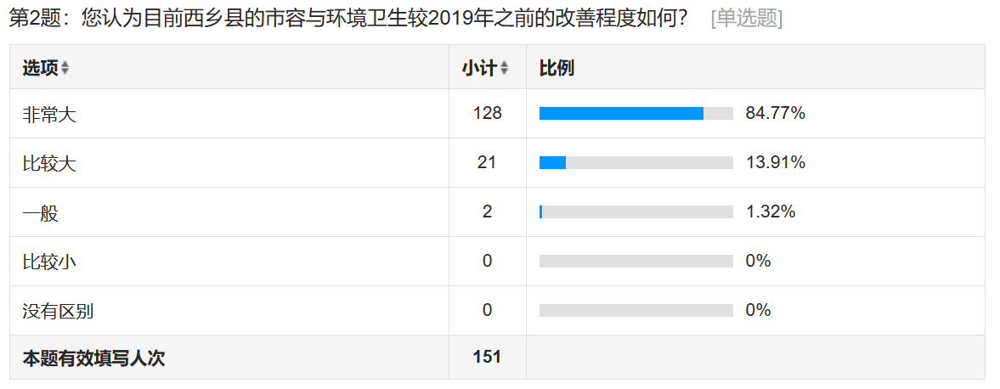 第2题：您认为目前西乡县的市容与环境卫生较2019年之前的改善程度如何？ [单选题]
选项 小计 比例
非常大 128 84.77%
比较大 21 13.91%
一般 2 1.32%
比较小 0 0%
没有区别 0 0%
本题有效填写人次 151